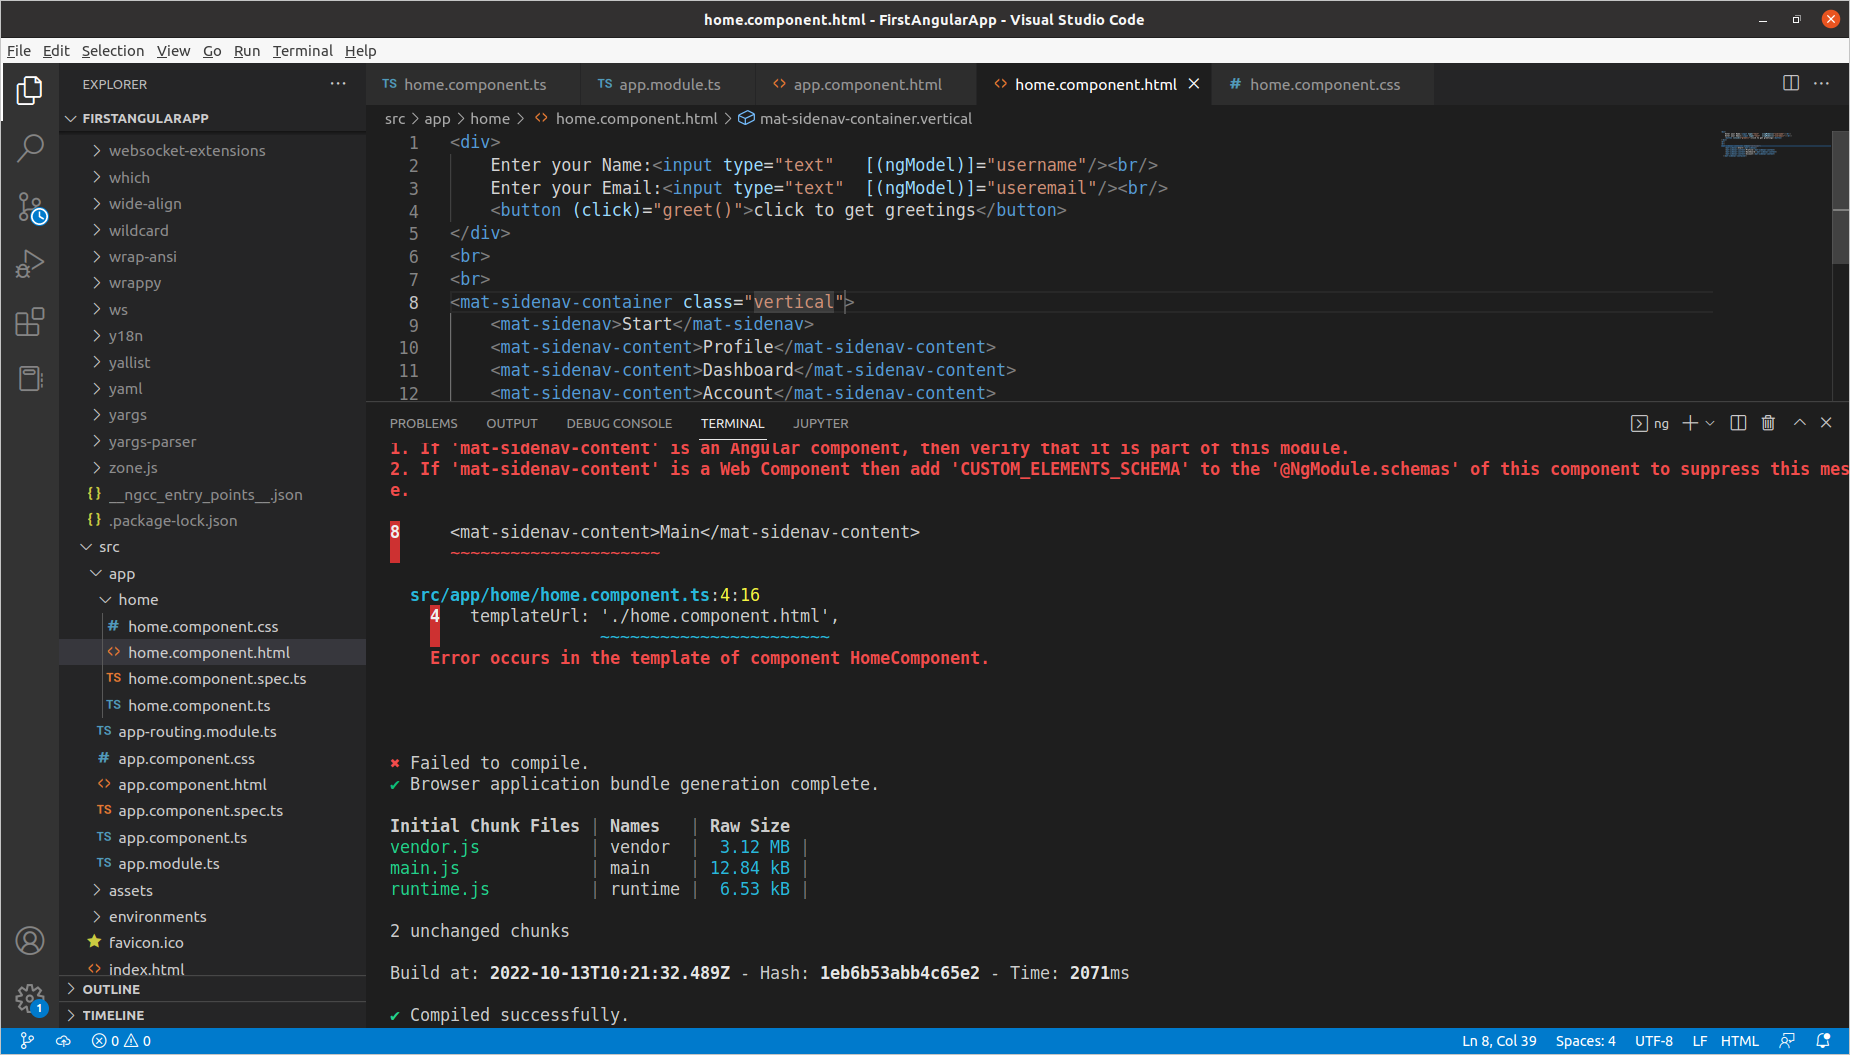 home.component.html - FirstAngularApp - Visual Studio Code
File Edit Selection View Go Run Terminal Help
EXPLORER
FIRSTANGULARAPP
websocket-extensions
which
wide-align
wildcard
wrap-ansi
wrappy
ws
y18n
yallist
yaml
yargs
yargs-parser
zone.js
{} __ngcc_entry_points__.json
{} .package-lock.json
src
app
home
# home.component.css
<> home.component.html
TS home.component.spec.ts
TS home.component.ts
TS app-routing.module.ts
# app.component.css
<> app.component.html
TS app.component.spec.ts
TS app.component.ts
TS app.module.ts
assets
environments
favicon.ico
<> index.html
OUTLINE
TIMELINE
1
TS home.component.ts TS app.module.ts <> app.component.html <> home.component.html # home.component.css
src > app > home > <> home.component.html > mat-sidenav-container.vertical
1 <div>
2 Enter your Name:<input type="text" [(ngModel)]="username"/><br/>
3 Enter your Email:<input type="text" [(ngModel)]="useremail"/><br/>
4 <button (click)="greet()">click to get greetings</button>
5 </div>
6 <br>
7 <br>
8 <mat-sidenav-container class="vertical">
9 <mat-sidenav>Start</mat-sidenav>
10 <mat-sidenav-content>Profile</mat-sidenav-content>
11 <mat-sidenav-content>Dashboard</mat-sidenav-content>
12 <mat-sidenav-content>Account</mat-sidenav-content>
PROBLEMS OUTPUT DEBUG CONSOLE TERMINAL JUPYTER ng
1. If 'mat-sidenav-content' is an Angular component, then verify that it is part of this module.
2. If 'mat-sidenav-content' is a Web Component then add 'CUSTOM_ELEMENTS_SCHEMA' to the '@NgModule.schemas' of this component to suppress this mes
e.
8 <mat-sidenav-content>Main</mat-sidenav-content>
~~~~~~~~~~~~~~~~~~~~~
src/app/home/home.component.ts:4:16
4 templateUrl: './home.component.html',
~~~~~~~~~~~~~~~~~~~~~~~
Error occurs in the template of component HomeComponent.
✖ Failed to compile.
✔ Browser application bundle generation complete.
Initial Chunk Files | Names | Raw Size
vendor.js | vendor | 3.12 MB |
main.js | main | 12.84 kB |
runtime.js | runtime | 6.53 kB |
2 unchanged chunks
Build at: 2022-10-13T10:21:32.489Z - Hash: 1eb6b53abb4c65e2 - Time: 2071ms
✔ Compiled successfully.
0 0 Ln 8, Col 39 Spaces: 4 UTF-8 LF HTML